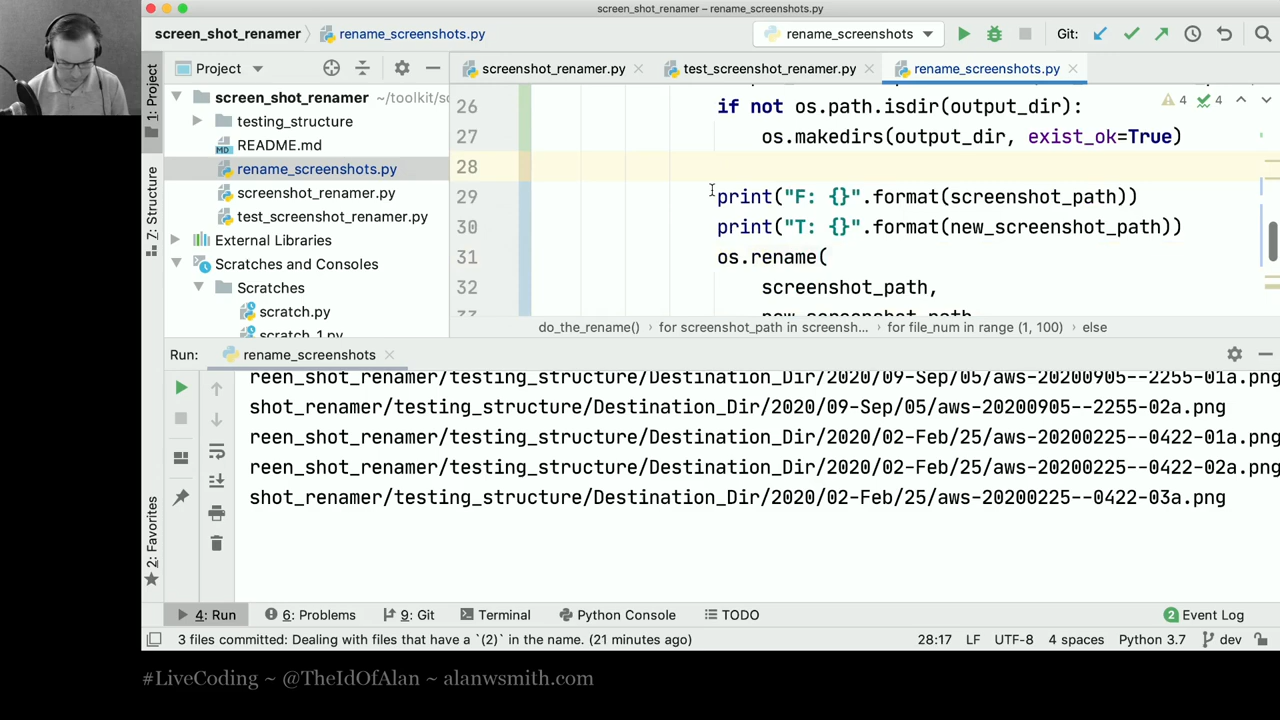 screen_shot_renamer – rename_screenshots.py
screen_shot_renamer
rename_screenshots.py
rename_screenshots
Git:
1: Project
7: Structure
2: Favorites
Project
screen_shot_renamer ~/toolkit/sc
testing_structure
README.md
rename_screenshots.py
screenshot_renamer.py
test_screenshot_renamer.py
External Libraries
Scratches and Consoles
Scratches
scratch.py
scratch_1.py
screenshot_renamer.py
test_screenshot_renamer.py
rename_screenshots.py
4 4
26 if not os.path.isdir(output_dir):
27 os.makedirs(output_dir, exist_ok=True)
28
29 print("F: {}".format(screenshot_path))
30 print("T: {}".format(new_screenshot_path))
31 os.rename(
32 screenshot_path,
33 new_screenshot_path
do_the_rename() › for screenshot_path in screensh... › for file_num in range (1, 100) › else
Run: rename_screenshots
reen_shot_renamer/testing_structure/Destination_Dir/2020/09-Sep/05/aws-20200905--2255-01a.png
shot_renamer/testing_structure/Destination_Dir/2020/09-Sep/05/aws-20200905--2255-02a.png
reen_shot_renamer/testing_structure/Destination_Dir/2020/02-Feb/25/aws-20200225--0422-01a.png
reen_shot_renamer/testing_structure/Destination_Dir/2020/02-Feb/25/aws-20200225--0422-02a.png
shot_renamer/testing_structure/Destination_Dir/2020/02-Feb/25/aws-20200225--0422-03a.png
4: Run 6: Problems 9: Git Terminal Python Console TODO 2 Event Log
3 files committed: Dealing with files that have a `(2)` in the name. (21 minutes ago) 28:17 LF UTF-8 4 spaces Python 3.7 dev
#LiveCoding ~ @TheIdOfAlan ~ alanwsmith.com